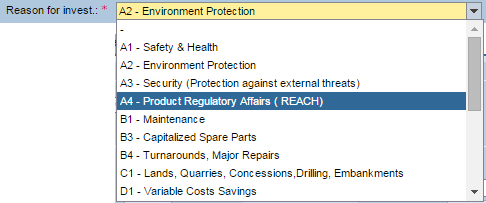 Reason for invest.: * A2 - Environment Protection
-
A1 - Safety & Health
A2 - Environment Protection
A3 - Security (Protection against external threats)
A4 - Product Regulatory Affairs ( REACH)
B1 - Maintenance
B3 - Capitalized Spare Parts
B4 - Turnarounds, Major Repairs
C1 - Lands, Quarries, Concessions,Drilling, Embankments
D1 - Variable Costs Savings